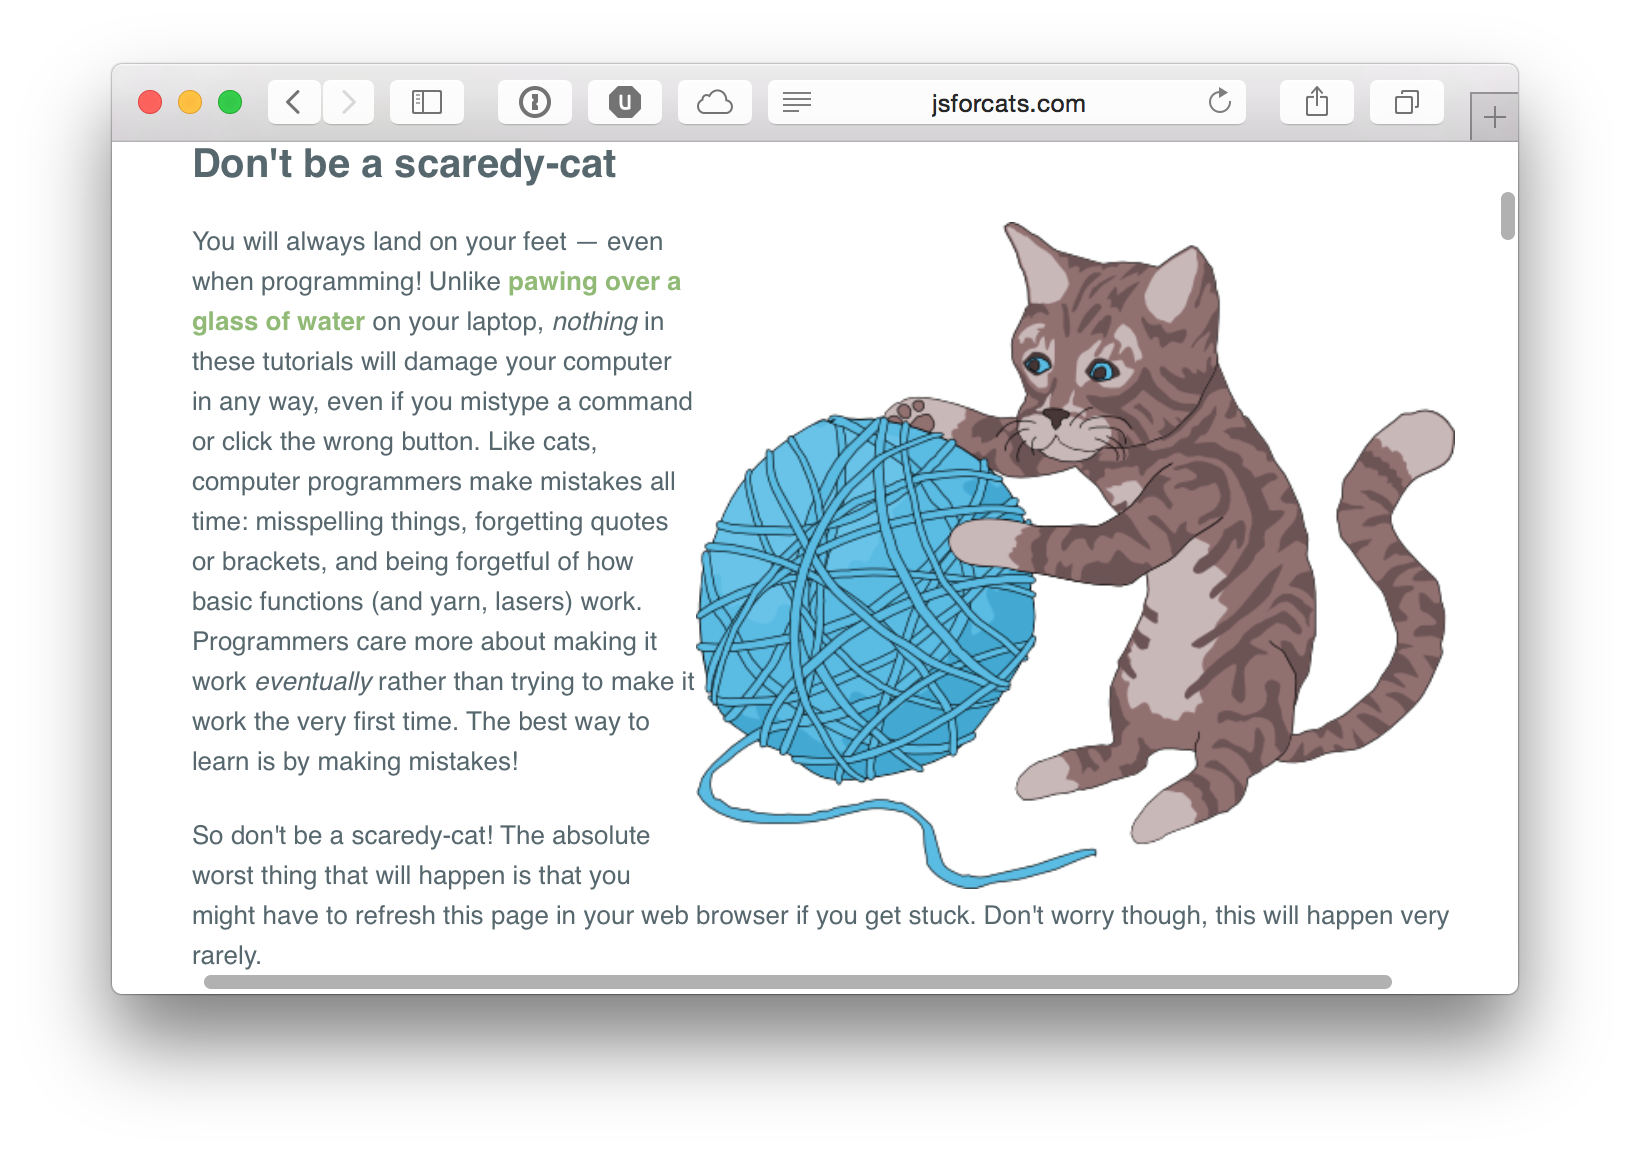 jsforcats.com
Don't be a scaredy-cat
You will always land on your feet — even
when programming! Unlike pawing over a
glass of water on your laptop, nothing in
these tutorials will damage your computer
in any way, even if you mistype a command
or click the wrong button. Like cats,
computer programmers make mistakes all
time: misspelling things, forgetting quotes
or brackets, and being forgetful of how
basic functions (and yarn, lasers) work.
Programmers care more about making it
work eventually rather than trying to make it
work the very first time. The best way to
learn is by making mistakes!
So don't be a scaredy-cat! The absolute
worst thing that will happen is that you
might have to refresh this page in your web browser if you get stuck. Don't worry though, this will happen very
rarely.